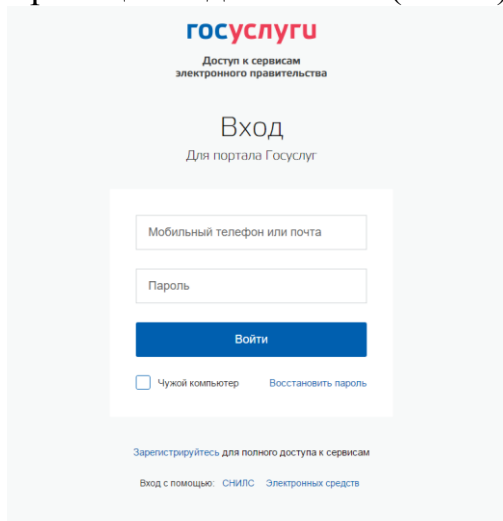 госуслуги
Доступ к сервисам
электронного правительства
Вход
Для портала Госуслуг
Мобильный телефон или почта
Пароль
Войти
Чужой компьютер Восстановить пароль
Зарегистрируйтесь для полного доступа к сервисам
Вход с помощью: СНИЛС Электронных средств